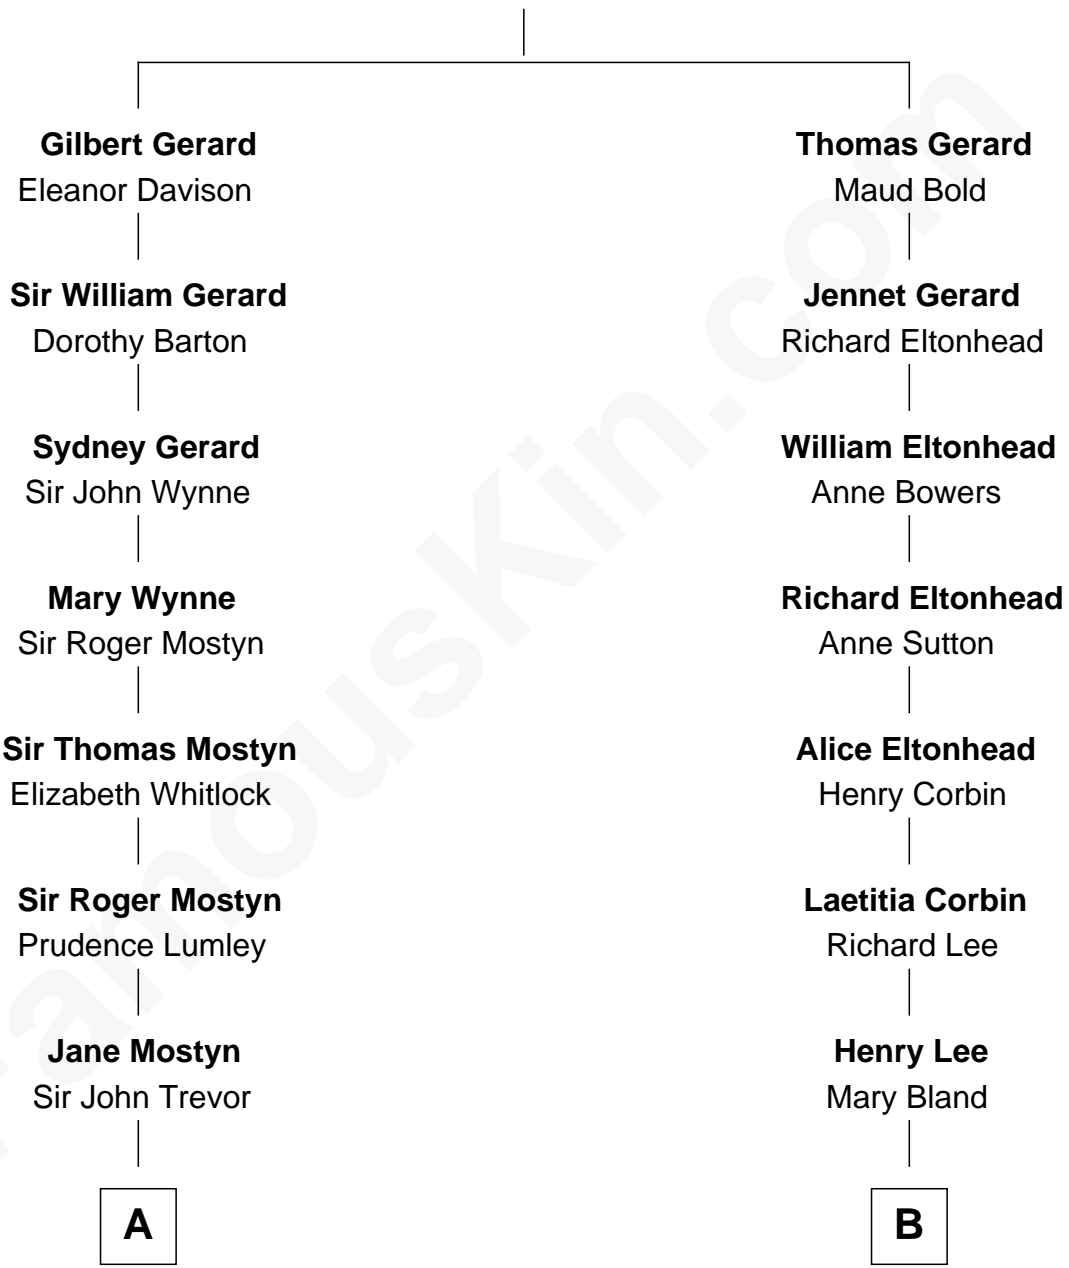 Gilbert Gerard
Eleanor Davison
Sir William Gerard
Dorothy Barton
Sydney Gerard
Sir John Wynne
Mary Wynne
Sir Roger Mostyn
Sir Thomas Mostyn
Elizabeth Whitlock
Sir Roger Mostyn
Prudence Lumley
Jane Mostyn
Sir John Trevor
A
Thomas Gerard
Maud Bold
Jennet Gerard
Richard Eltonhead
William Eltonhead
Anne Bowers
Richard Eltonhead
Anne Sutton
Alice Eltonhead
Henry Corbin
Laetitia Corbin
Richard Lee
Henry Lee
Mary Bland
B
FamousKin.com